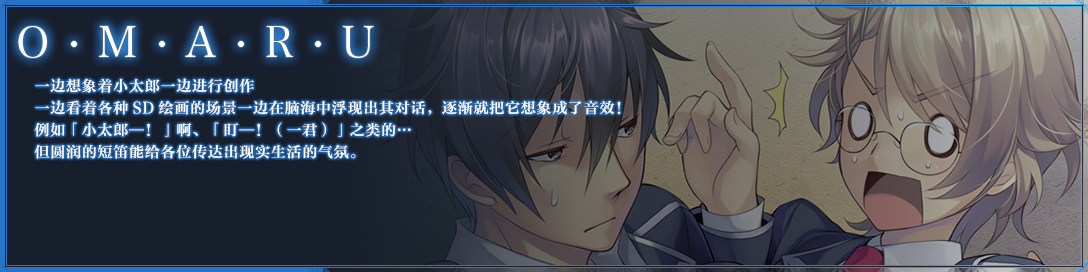 O・M・A・R・U
一边想象着小太郎一边进行创作
一边看着各种 SD 绘画的场景一边在脑海中浮现出其对话，逐渐就把它想象成了音效！
例如「小太郎—！」啊、「叮—！（一君）」之类的…
但圆润的短笛能给各位传达出现实生活的气氛。